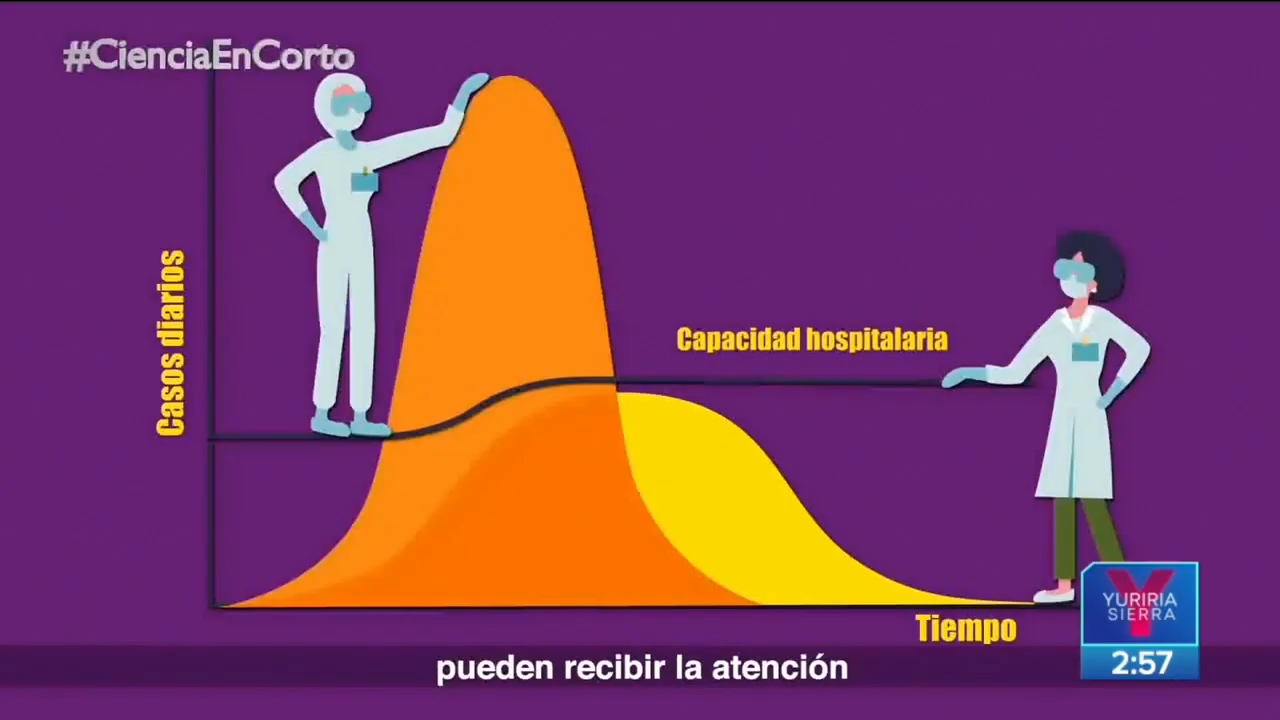 #CienciaEnCorto
Casos diarios
Capacidad hospitalaria
Tiempo
YURIRIA
SIERRA
2:57
pueden recibir la atención